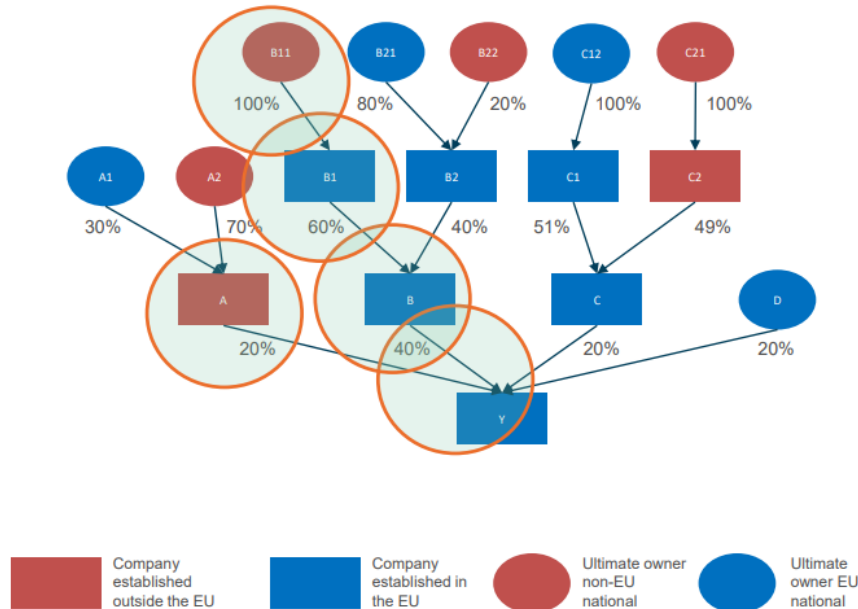 B11
B21
B22
C12
C21
100%
80%
20%
100%
100%
A1
A2
B1
B2
C1
C2
30%
70%
60%
40%
51%
49%
A
B
C
D
20%
40%
20%
20%
Y
Company
established
outside the EU
Company
established in
the EU
Ultimate owner
non-EU
national
Ultimate
owner EU
national